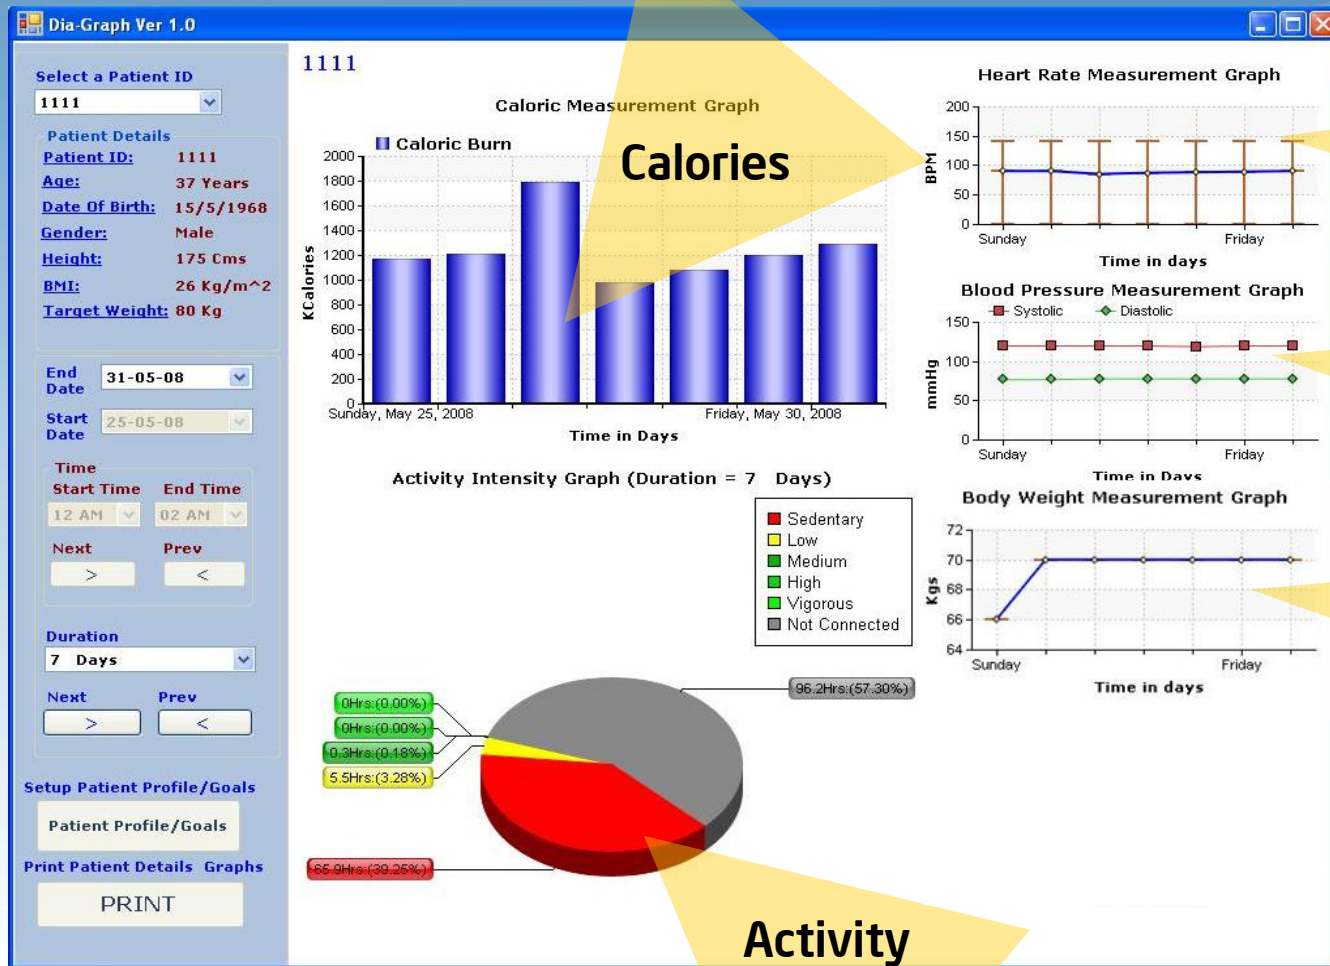 Dia-Graph Ver 1.0
Select a Patient ID
1111
Patient Details
Patient ID: 1111
Age: 37 Years
Date Of Birth: 15/5/1968
Gender: Male
Height: 175 Cms
BMI: 26 Kg/m^2
Target Weight: 80 Kg
End Date 31-05-08
Start Date 25-05-08
Time
Start Time End Time
12 AM 02 AM
Next Prev
> <
Duration
7 Days
Next Prev
> <
Setup Patient Profile/Goals
Patient Profile/Goals
Print Patient Details Graphs
PRINT
1111
Caloric Measurement Graph
Caloric Burn
Calories
2000
1800
1600
1400
1200
1000
800
600
400
200
0
KCalories
Sunday, May 25, 2008 Friday, May 30, 2008
Time in Days
Activity Intensity Graph (Duration = 7 Days)
Sedentary
Low
Medium
High
Vigorous
Not Connected
96.2Hrs:(57.30%)
0Hrs:(0.00%)
0Hrs:(0.00%)
0.3Hrs:(0.18%)
5.5Hrs:(3.28%)
65.9Hrs:(39.25%)
Activity
Heart Rate Measurement Graph
200
150
100
50
0
BPM
Sunday Friday
Time in days
Blood Pressure Measurement Graph
Systolic Diastolic
150
100
50
0
mmHg
Sunday Friday
Time in Days
Body Weight Measurement Graph
72
70
68
66
64
Kgs
Sunday Friday
Time in days